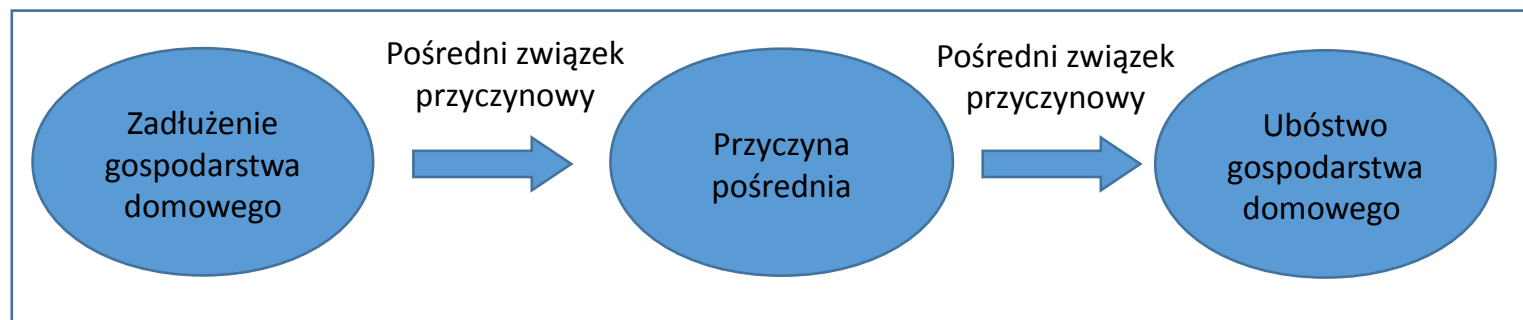 Zadłużenie
gospodarstwa
domowego
Pośredni związek
przyczynowy
Przyczyna
pośrednia
Pośredni związek
przyczynowy
Ubóstwo
gospodarstwa
domowego